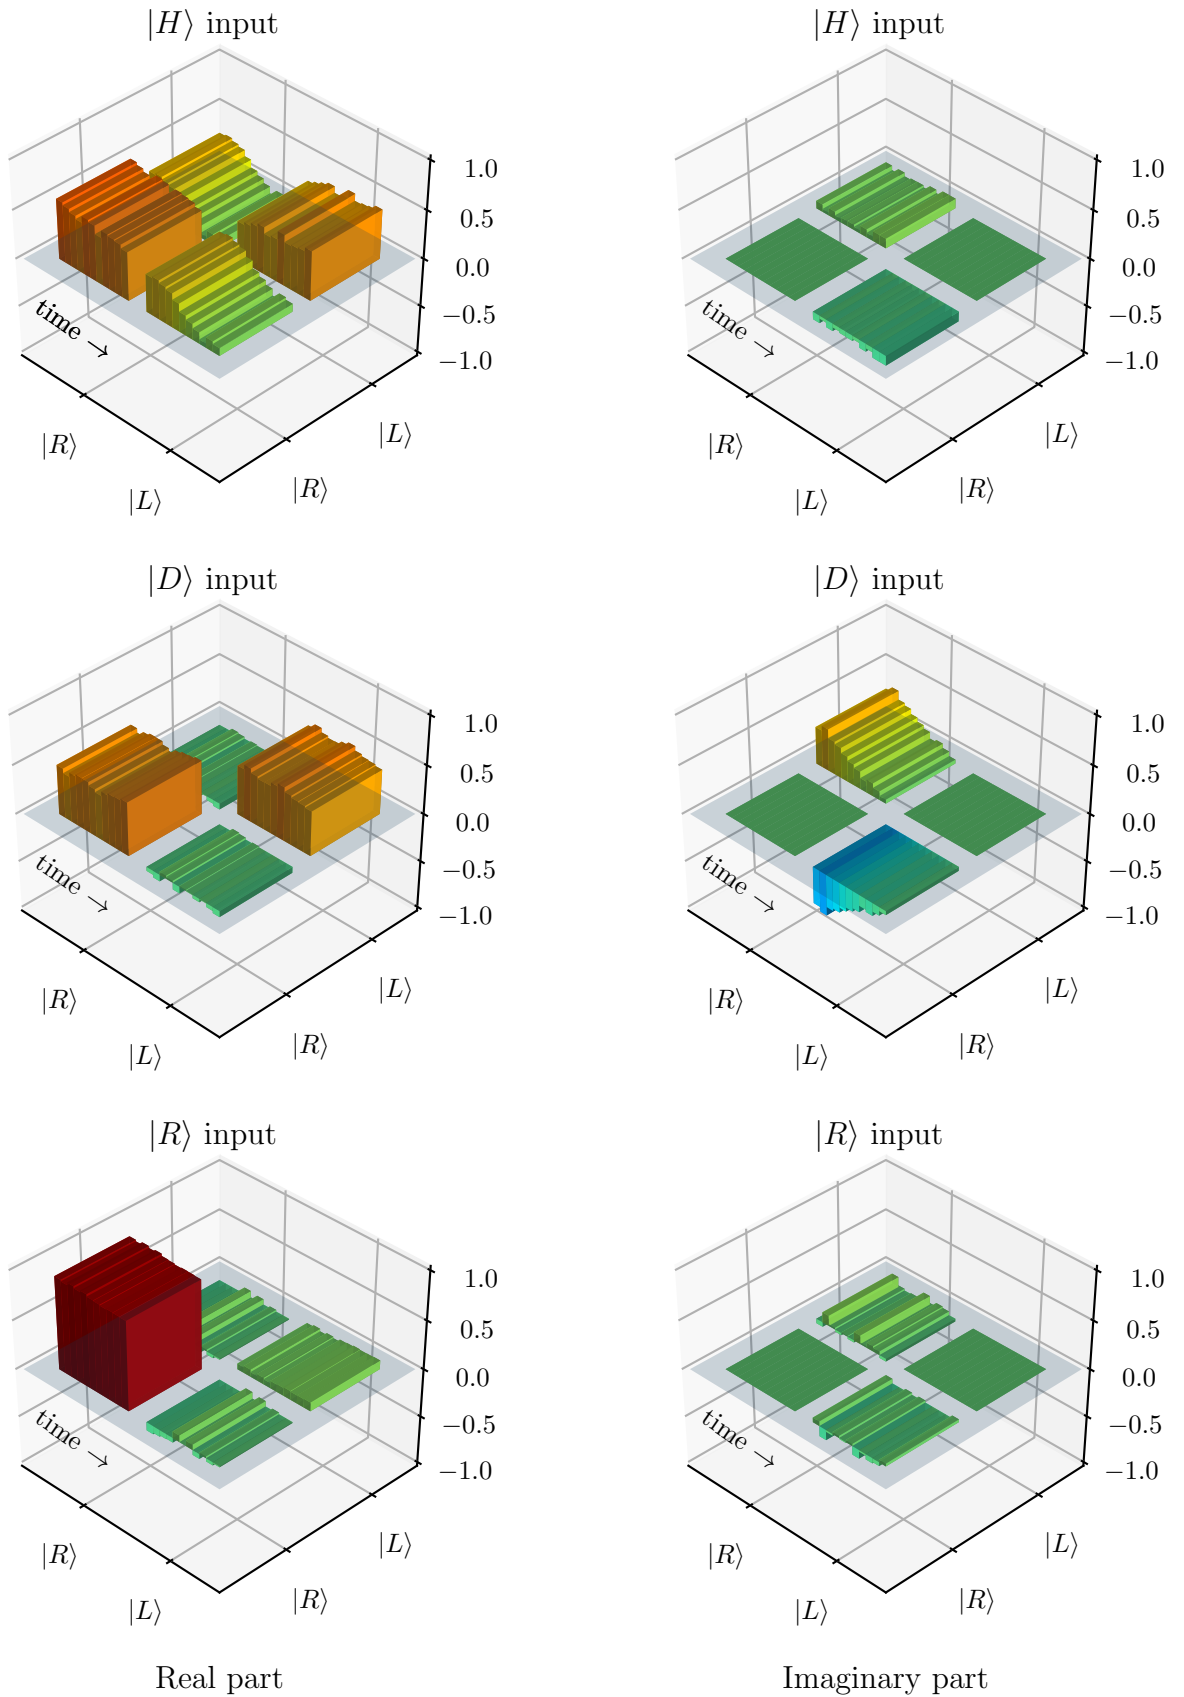 |H⟩ input
1.0
0.5
0.0
−0.5
−1.0
time →
|R⟩
|L⟩
|R⟩
|L⟩
|H⟩ input
1.0
0.5
0.0
−0.5
−1.0
time →
|R⟩
|L⟩
|R⟩
|L⟩
|D⟩ input
1.0
0.5
0.0
−0.5
−1.0
time →
|R⟩
|L⟩
|R⟩
|L⟩
|D⟩ input
1.0
0.5
0.0
−0.5
−1.0
time →
|R⟩
|L⟩
|R⟩
|L⟩
|R⟩ input
1.0
0.5
0.0
−0.5
−1.0
time →
|R⟩
|L⟩
|R⟩
|L⟩
|R⟩ input
1.0
0.5
0.0
−0.5
−1.0
time →
|R⟩
|L⟩
|R⟩
|L⟩
Real part
Imaginary part